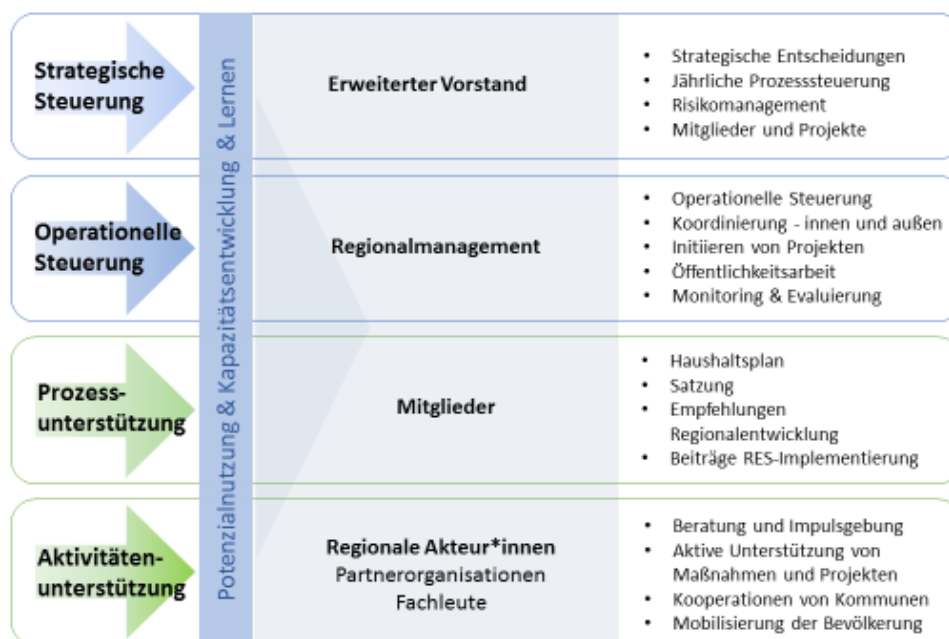 Strategische
Steuerung
Erweiterter Vorstand
• Strategische Entscheidungen
• Jährliche Prozesssteuerung
• Risikomanagement
• Mitglieder und Projekte
Potenzialnutzung & Kapazitätsentwicklung & Lernen
Operationelle
Steuerung
Regionalmanagement
• Operationelle Steuerung
• Koordinierung - innen und außen
• Initiieren von Projekten
• Öffentlichkeitsarbeit
• Monitoring & Evaluierung
Prozess-
unterstützung
Mitglieder
• Haushaltsplan
• Satzung
• Empfehlungen
Regionalentwicklung
• Beiträge RES-Implementierung
Aktivitäten-
unterstützung
Regionale Akteur*innen
Partnerorganisationen
Fachleute
• Beratung und Impulsgebung
• Aktive Unterstützung von
Maßnahmen und Projekten
• Kooperationen von Kommunen
• Mobilisierung der Bevölkerung